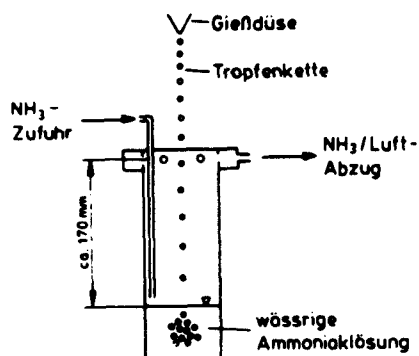 Gießdüse
Tropfenkette
NH₃-
Zufuhr
NH₃/Luft-
Abzug
ca. 170 mm
wässrige
Ammoniaklösung